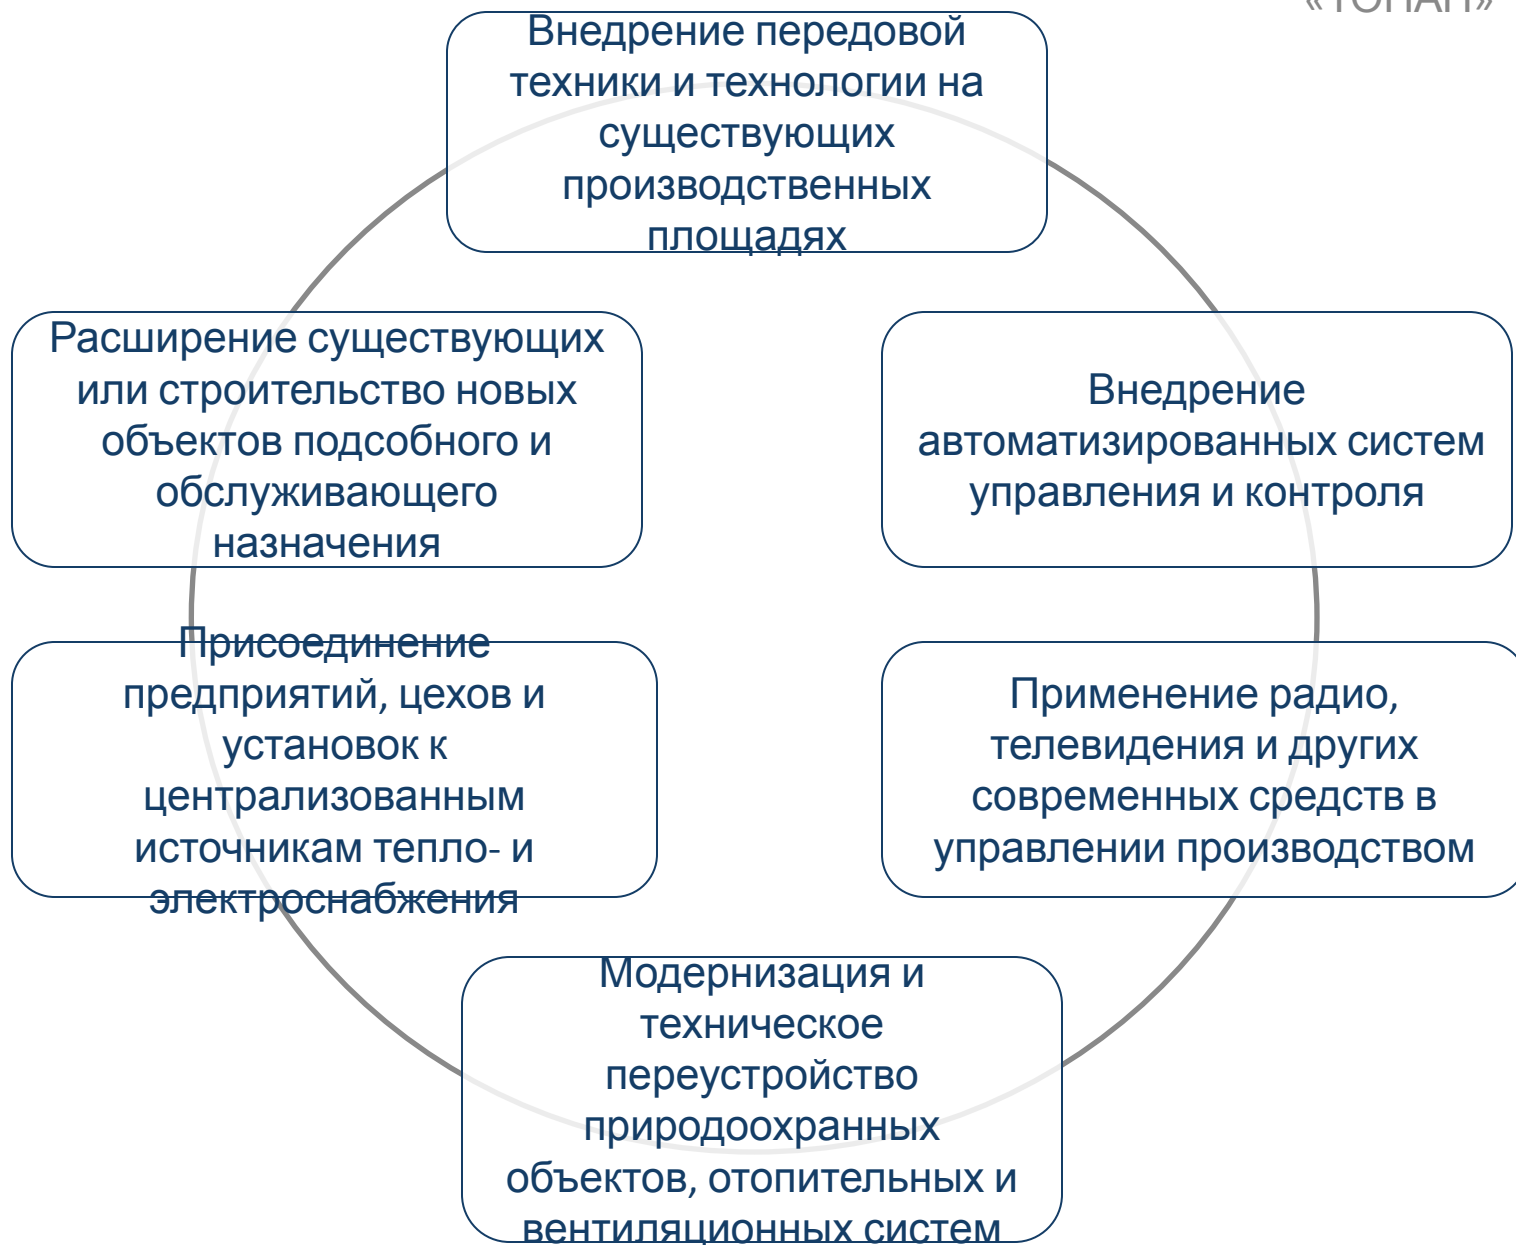 Внедрение передовой
техники и технологии на
существующих
производственных
площадях
Расширение существующих
или строительство новых
объектов подсобного и
обслуживающего
назначения
Внедрение
автоматизированных систем
управления и контроля
Присоединение
предприятий, цехов и
установок к
централизованным
источникам тепло- и
электроснабжения
Применение радио,
телевидения и других
современных средств в
управлении производством
Модернизация и
техническое
переустройство
природоохранных
объектов, отопительных и
вентиляционных систем